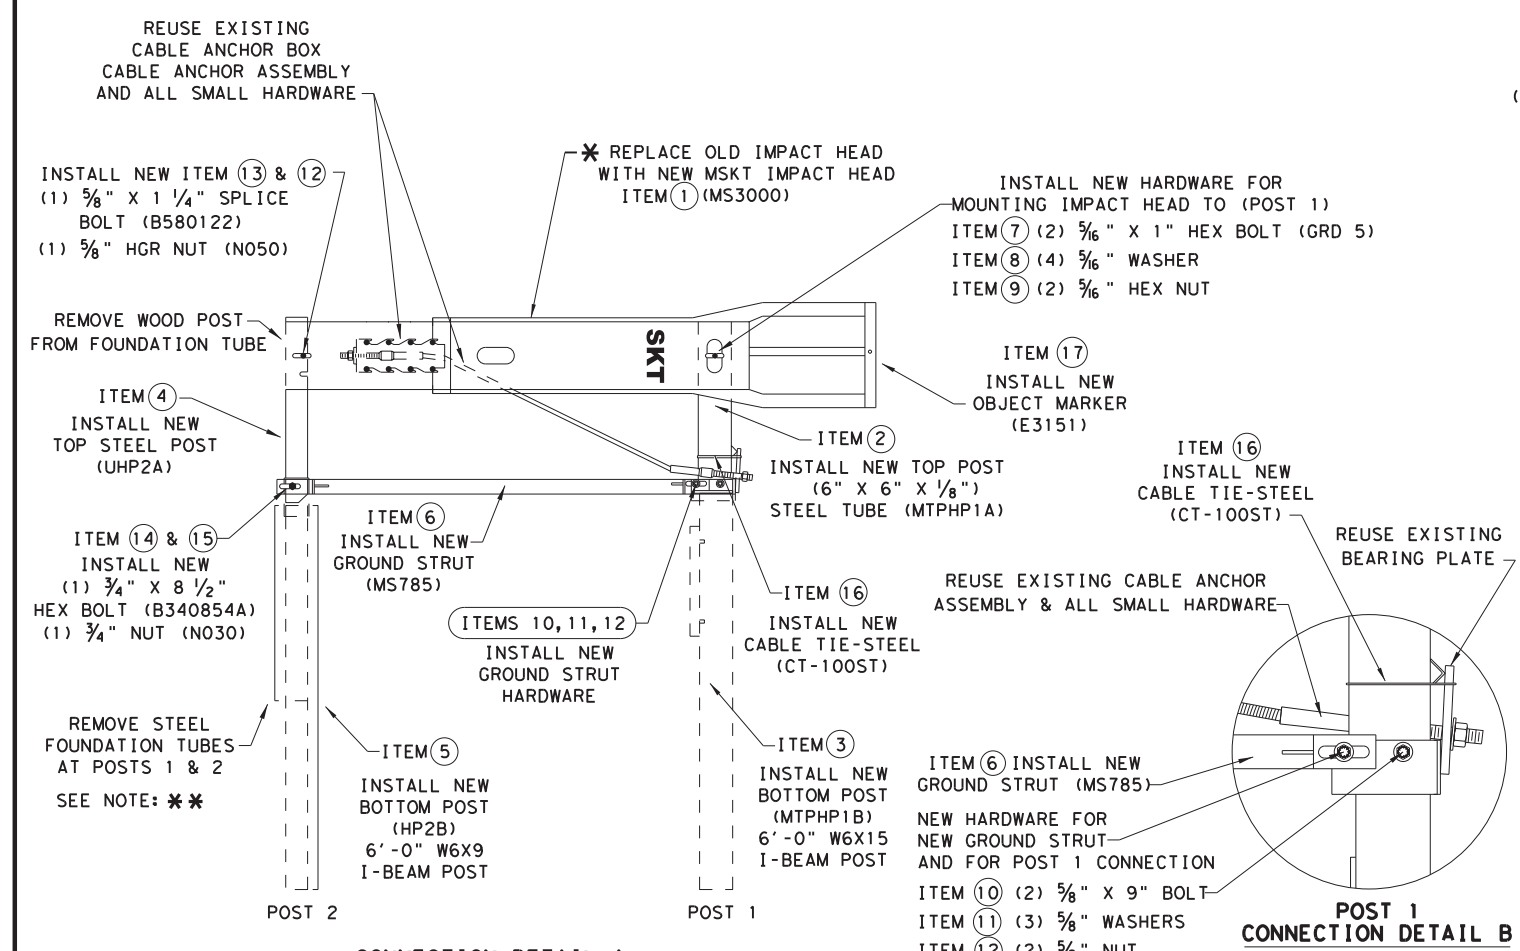 REUSE EXISTING
CABLE ANCHOR BOX
CABLE ANCHOR ASSEMBLY
AND ALL SMALL HARDWARE
INSTALL NEW ITEM 13 & 12
(1) 5/8" X 1 1/4" SPLICE
BOLT (B580122)
(1) 5/8" HGR NUT (N050)
* REPLACE OLD IMPACT HEAD
WITH NEW MSKT IMPACT HEAD
ITEM 1 (MS3000)
INSTALL NEW HARDWARE FOR
MOUNTING IMPACT HEAD TO (POST 1)
ITEM 7 (2) 5/16" X 1" HEX BOLT (GRD 5)
ITEM 8 (4) 5/16" WASHER
ITEM 9 (2) 5/16" HEX NUT
REMOVE WOOD POST
FROM FOUNDATION TUBE
SKT
ITEM 17
INSTALL NEW
OBJECT MARKER
(E3151)
ITEM 4
INSTALL NEW
TOP STEEL POST
(UHP2A)
ITEM 2
INSTALL NEW TOP POST
(6" X 6" X 1/8")
STEEL TUBE (MTPHP1A)
ITEM 16
INSTALL NEW
CABLE TIE-STEEL
(CT-100ST)
REUSE EXISTING
BEARING PLATE
ITEM 14 & 15
INSTALL NEW
(1) 3/4" X 8 1/2"
HEX BOLT (B340854A)
(1) 3/4" NUT (N030)
ITEM 6
INSTALL NEW
GROUND STRUT
(MS785)
ITEMS 10, 11, 12
INSTALL NEW
GROUND STRUT
HARDWARE
ITEM 16
INSTALL NEW
CABLE TIE-STEEL
(CT-100ST)
REUSE EXISTING CABLE ANCHOR
ASSEMBLY & ALL SMALL HARDWARE
REMOVE STEEL
FOUNDATION TUBES
AT POSTS 1 & 2
SEE NOTE: * *
ITEM 5
INSTALL NEW
BOTTOM POST
(HP2B)
6'-0" W6X9
I-BEAM POST
ITEM 3
INSTALL NEW
BOTTOM POST
(MTPHP1B)
6'-0" W6X15
I-BEAM POST
ITEM 6 INSTALL NEW
GROUND STRUT (MS785)
NEW HARDWARE FOR
NEW GROUND STRUT
AND FOR POST 1 CONNECTION
ITEM 10 (2) 5/8" X 9" BOLT
ITEM 11 (3) 5/8" WASHERS
POST 2
POST 1
POST 1
CONNECTION DETAIL B